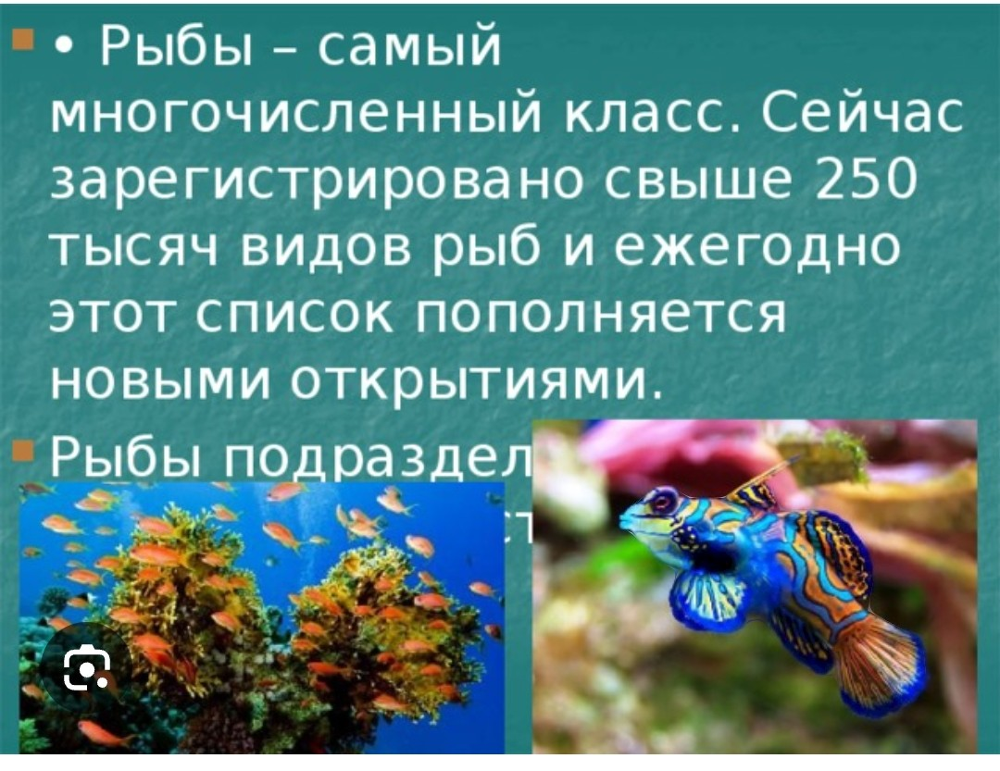 • Рыбы – самый
многочисленный класс. Сейчас
зарегистрировано свыше 250
тысяч видов рыб и ежегодно
этот список пополняется
новыми открытиями.
Рыбы